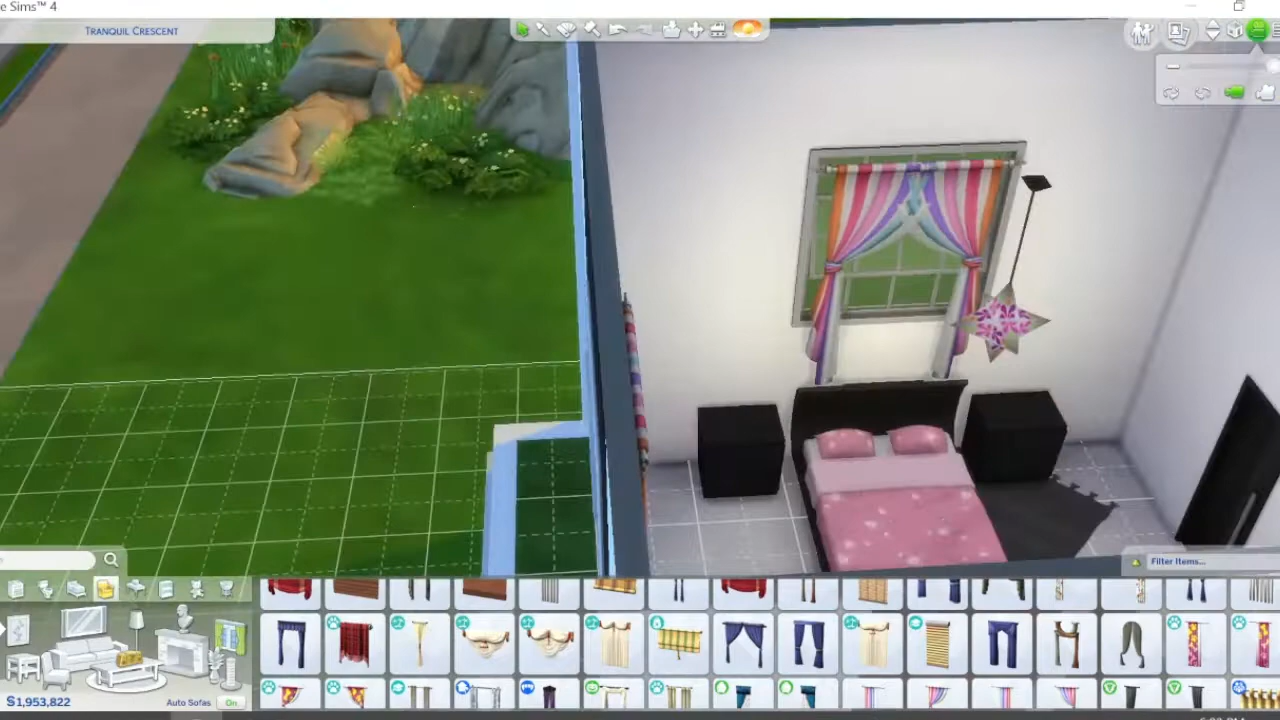 e Sims™ 4
TRANQUIL CRESCENT
Filter Items...
§1,953,822
Auto Sofas
On